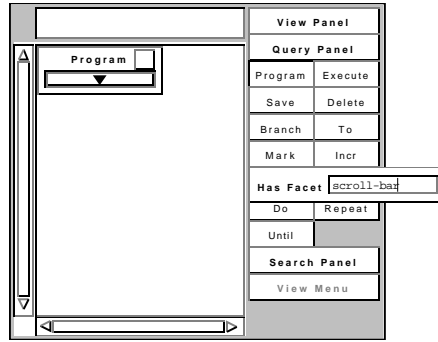 View Panel
Query Panel
Program
Program Execute
Save Delete
Branch To
Mark Incr
Has Facet scroll-bar
Do Repeat
Until
Search Panel
View Menu